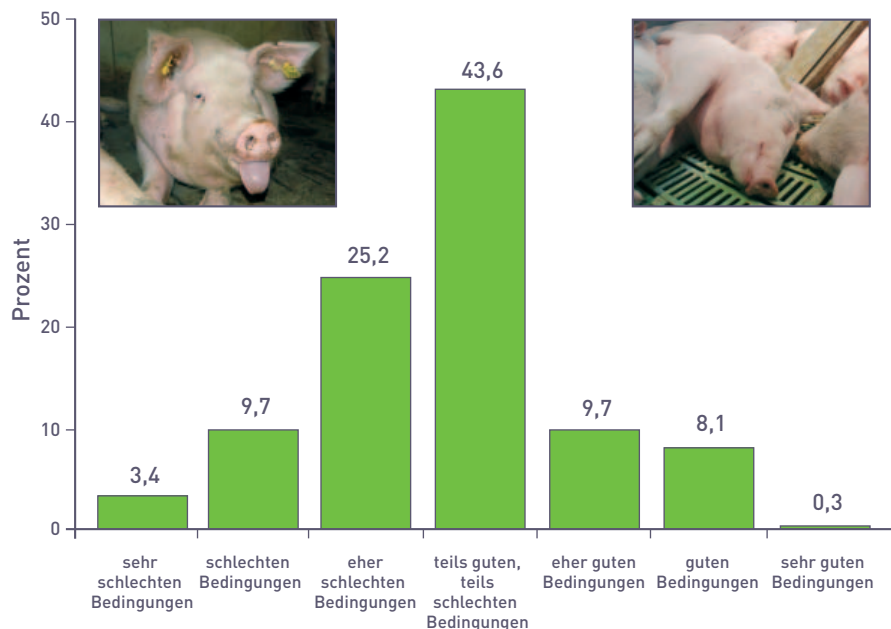 50
43,6
40
30
25,2
Prozent
20
9,7
9,7
8,1
10
3,4
0,3
0
sehr
schlechten
Bedingungen
schlechten
Bedingungen
eher
schlechten
Bedingungen
teils guten,
teils
schlechten
Bedingungen
eher guten
Bedingungen
guten
Bedingungen
sehr guten
Bedingungen